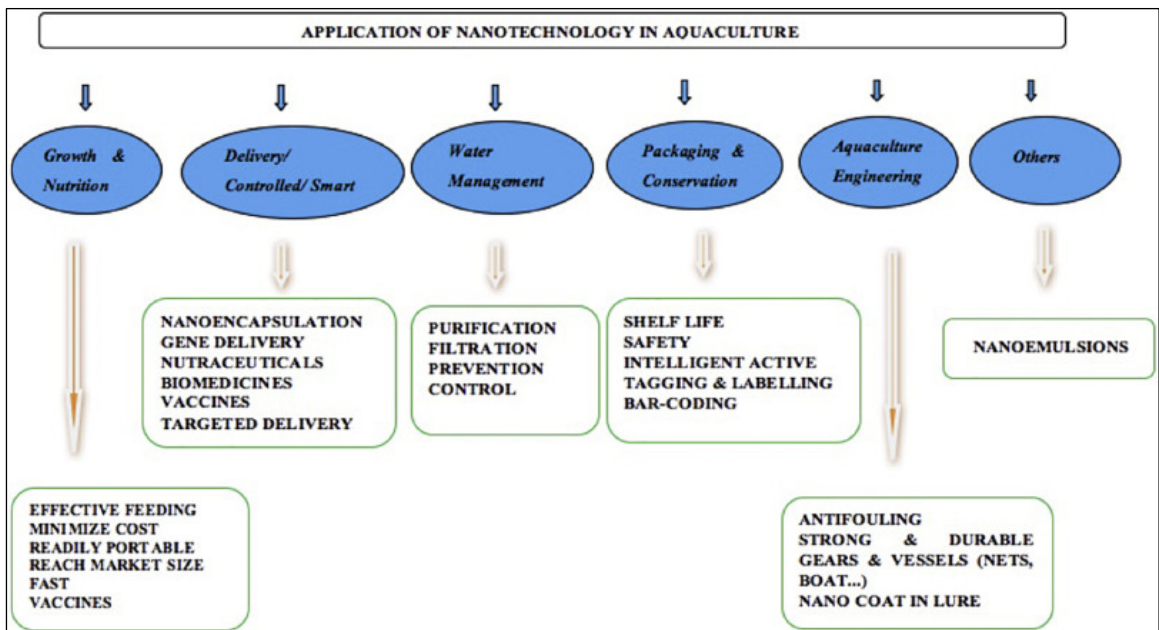 APPLICATION OF NANOTECHNOLOGY IN AQUACULTURE
Growth &
Nutrition
Delivery/
Controlled/ Smart
Water
Management
Packaging &
Conservation
Aquaculture
Engineering
Others
NANOENCAPSULATION
GENE DELIVERY
NUTRACEUTICALS
BIOMEDICINES
VACCINES
TARGETED DELIVERY
PURIFICATION
FILTRATION
PREVENTION
CONTROL
SHELF LIFE
SAFETY
INTELLIGENT ACTIVE
TAGGING & LABELLING
BAR-CODING
NANOEMULSIONS
EFFECTIVE FEEDING
MINIMIZE COST
READILY PORTABLE
REACH MARKET SIZE
FAST
VACCINES
ANTIFOULING
STRONG & DURABLE
GEARS & VESSELS (NETS,
BOAT...)
NANO COAT IN LURE